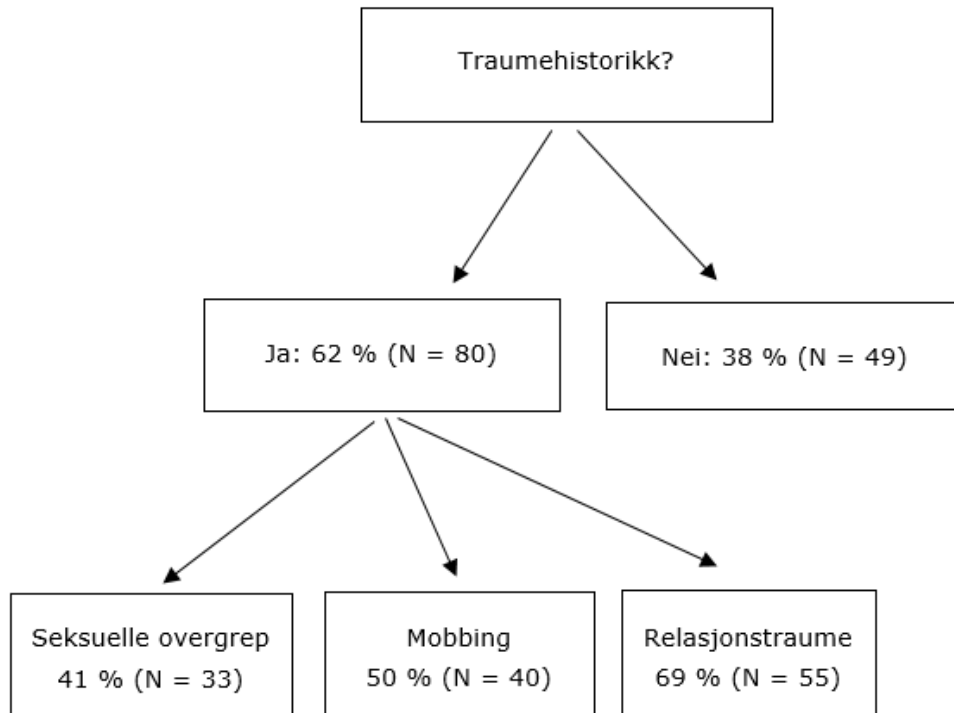 Traumehistorikk?
Ja: 62 % (N = 80)
Nei: 38 % (N = 49)
Seksuelle overgrep
41 % (N = 33)
Mobbing
50 % (N = 40)
Relasjonstraume
69 % (N = 55)